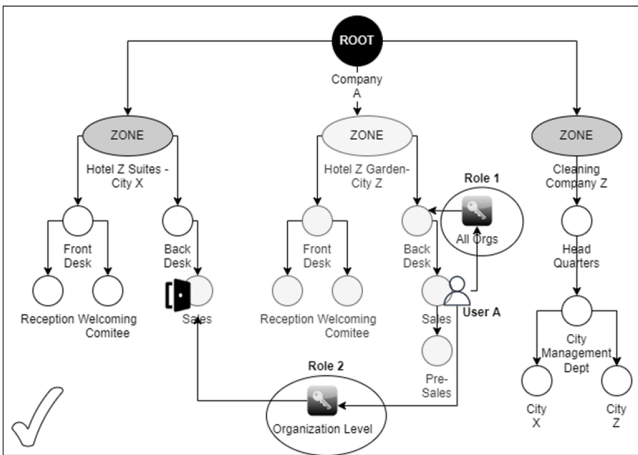 ROOT
Company
A
ZONE
Hotel Z Suites -
City X
ZONE
Hotel Z Garden-
City Z
ZONE
Cleaning
Company Z
Role 1
All Orgs
Front
Desk
Back
Desk
Front
Desk
Back
Desk
Head
Quarters
Reception
Welcoming
Comitee
Sales
Reception
Welcoming
Comitee
Sales
User A
City
Management
Dept
Pre-
Sales
Role 2
Organization Level
City
X
City
Z